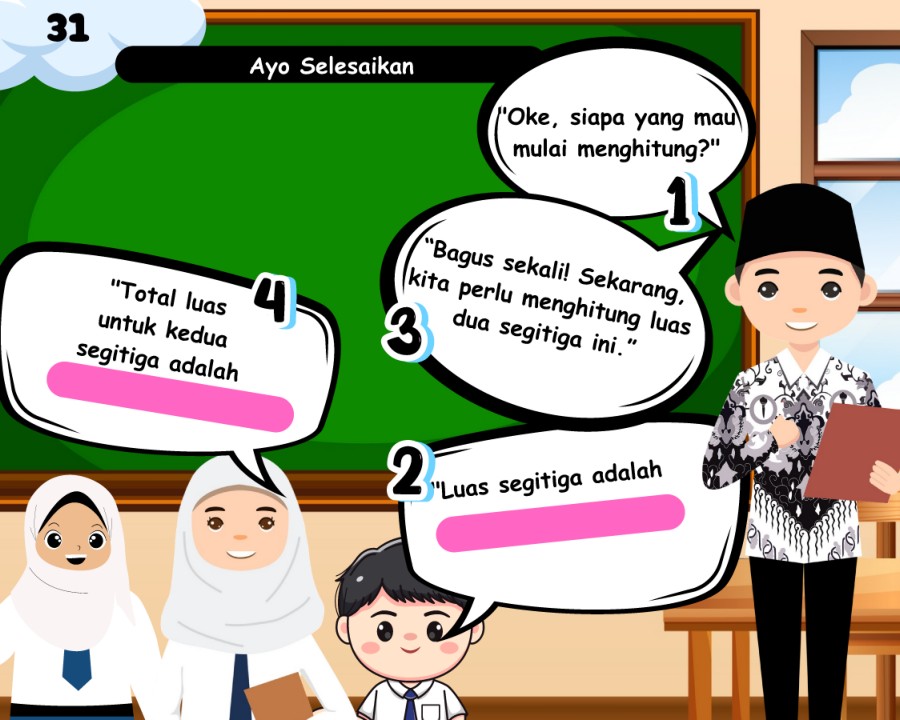 31
Ayo Selesaikan
"Oke, siapa yang mau
mulai menghitung?"
1
2
"Luas segitiga adalah
3
“Bagus sekali! Sekarang,
kita perlu menghitung luas
dua segitiga ini.”
4
"Total luas
untuk kedua
segitiga adalah